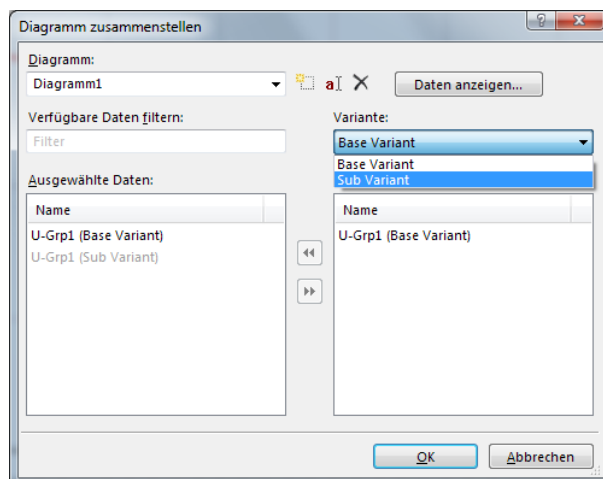 Diagramm zusammenstellen
Diagramm:
Diagramm1
aI
Daten anzeigen...
Verfügbare Daten filtern:
Variante:
Filter
Base Variant
Base Variant
Sub Variant
Ausgewählte Daten:
Name
Name
U-Grp1 (Base Variant)
U-Grp1 (Base Variant)
U-Grp1 (Sub Variant)
OK
Abbrechen